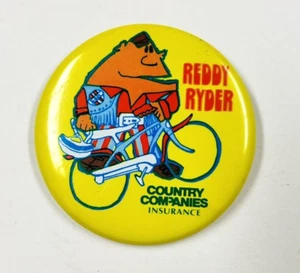 REDDY
RYDER
COUNTRY
COMPANIES
INSURANCE